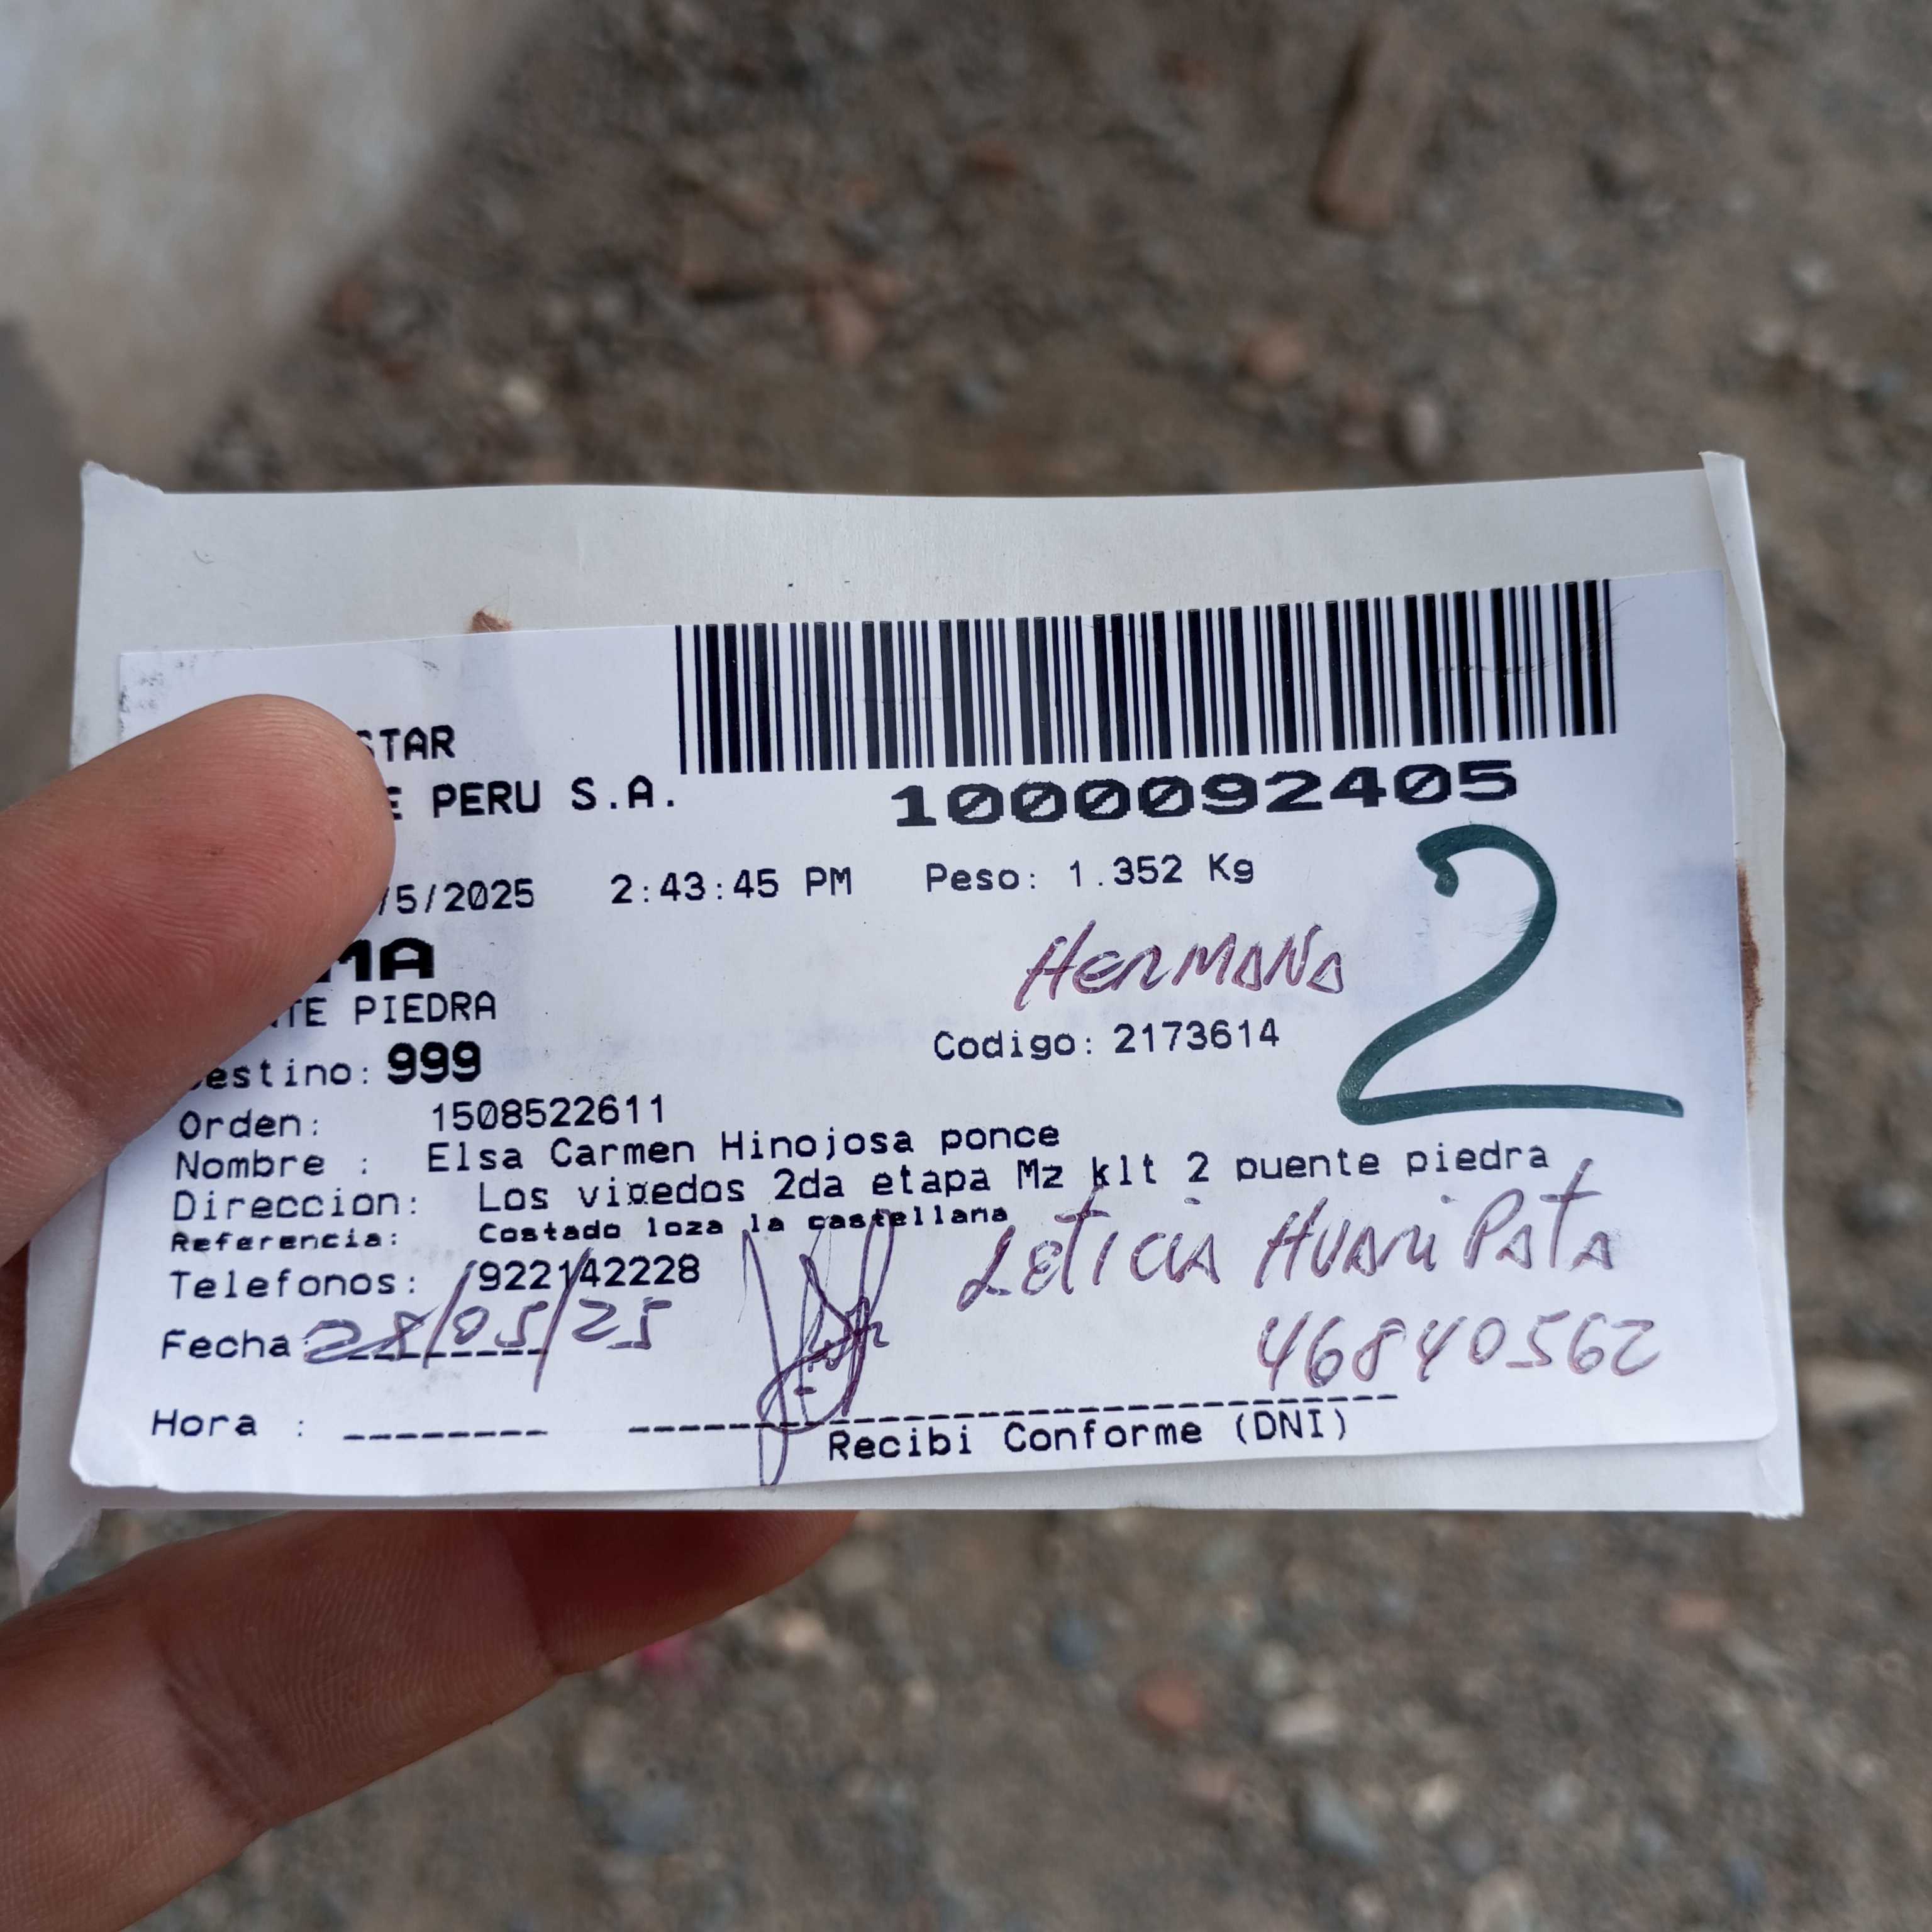 STAR
E PERU S.A.
1000092405
/5/2025 2:43:45 PM Peso: 1.352 Kg
2
MA
HERMANA
TE PIEDRA
Codigo: 2173614
estino: 999
Orden: 1508522611
Nombre : Elsa Carmen Hinojosa ponce
Direccion: Los viñedos 2da etapa Mz klt 2 puente piedra
Referencia: Costado loza la castellana
LETICIA HUARIPATA
Telefonos: 922142228
46840562
Fecha: 28/05/25
Hora :
Recibi Conforme (DNI)